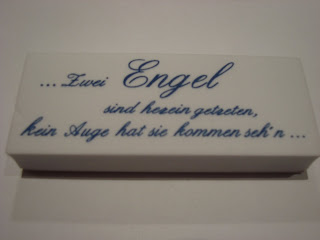 ... Zwei Engel
sind herein getreten,
kein Auge hat sie kommen seh'n ...